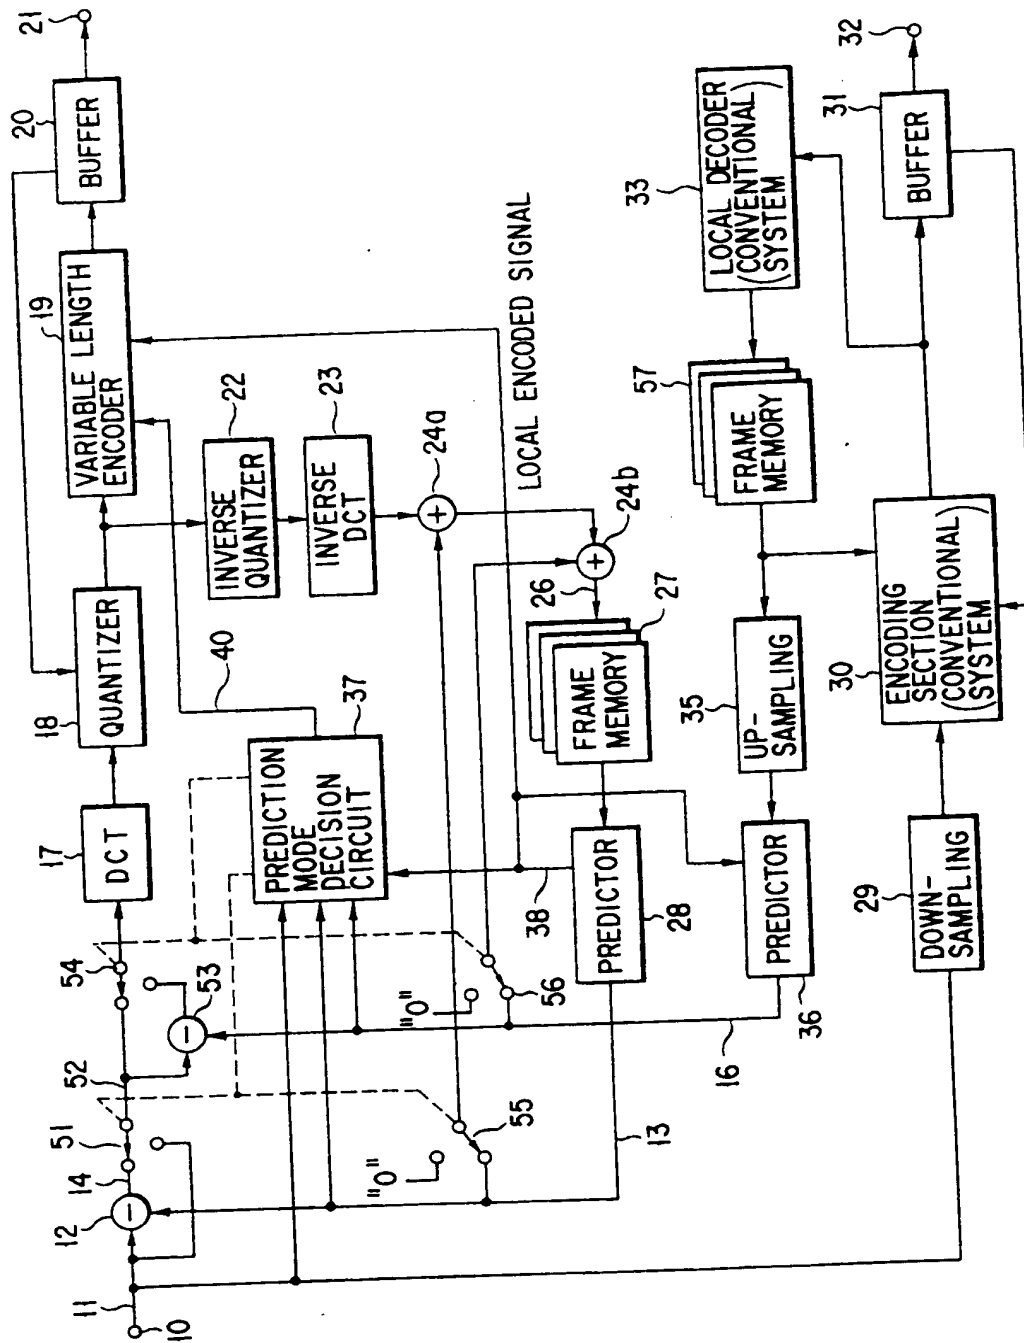 10
11
12
14
51
52
53
54
17
DCT
18
QUANTIZER
19
VARIABLE LENGTH
ENCODER
20
BUFFER
21
40
INVERSE
QUANTIZER
22
INVERSE
DCT
23
24a
PREDICTION
MODE
DECISION
CIRCUIT
37
LOCAL ENCODED SIGNAL
"0"
55
"0"
56
38
24b
26
27
FRAME
MEMORY
PREDICTOR
28
13
16
PREDICTOR
36
35
UP-
SAMPLING
57
FRAME
MEMORY
33
LOCAL DECODER
(CONVENTIONAL
SYSTEM)
29
DOWN-
SAMPLING
30
ENCODING
SECTION
(CONVENTIONAL
SYSTEM)
31
BUFFER
32